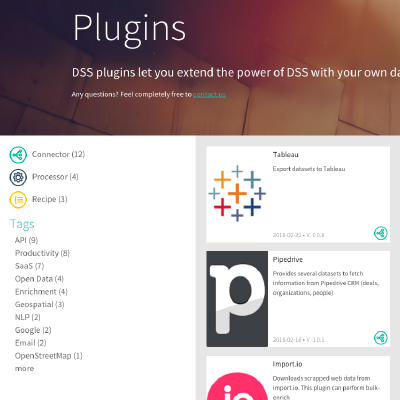 Plugins
DSS plugins let you extend the power of DSS with your own
Any questions? Feel completely free to contact us
Connector (12)
Processor (4)
Recipe (3)
Tags
API (9)
Productivity (8)
SaaS (7)
Open Data (4)
Enrichment (4)
Geospatial (3)
NLP (2)
Google (2)
Email (2)
OpenStreetMap (1)
more
Tableau
Export datasets to Tableau
2016-02-21 • V. 0.0.8
Pipedrive
Provides several datasets to fetch
information from Pipedrive CRM (deals,
organizations, people)
2016-02-16 • V. 1.0.1
Import.io
Downloads scrapped web data from
import.io. This plugin can perform bulk-
enrich